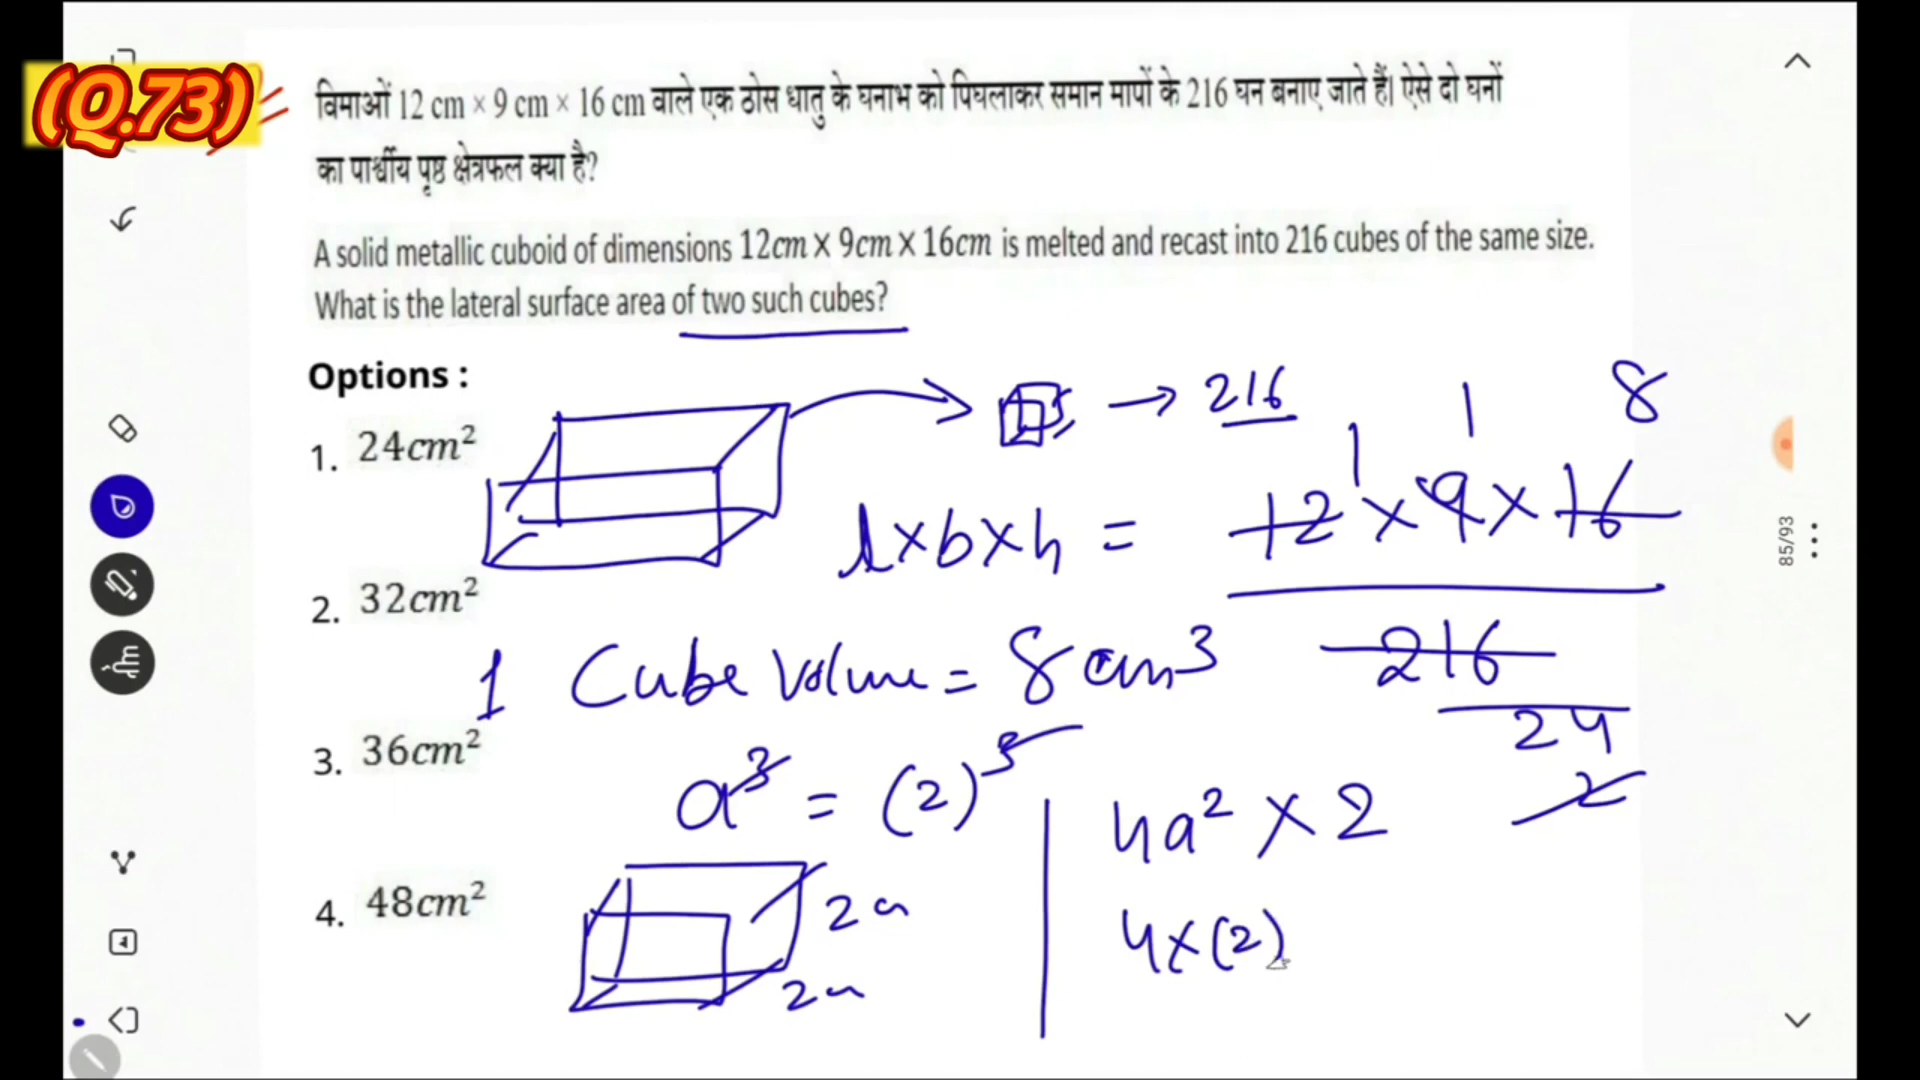 (Q.73)
विमाओं 12 cm × 9 cm × 16 cm वाले एक ठोस धातु के घनाभ को पिघलाकर समान मापों के 216 घन बनाए जाते हैं। ऐसे दो घनों
का पार्श्वीय पृष्ठ क्षेत्रफल क्या है?
A solid metallic cuboid of dimensions 12cm × 9cm × 16cm is melted and recast into 216 cubes of the same size.
What is the lateral surface area of two such cubes?
Options :
1. 24cm²
2. 32cm²
3. 36cm²
4. 48cm²
→ 216
1 1 8
l×b×h = 12 × 9 × 16
216
24
2
1 Cube Volume = 8 cm³
a³ = (2)³
4a² × 2
4×(2)
2
2
85/93